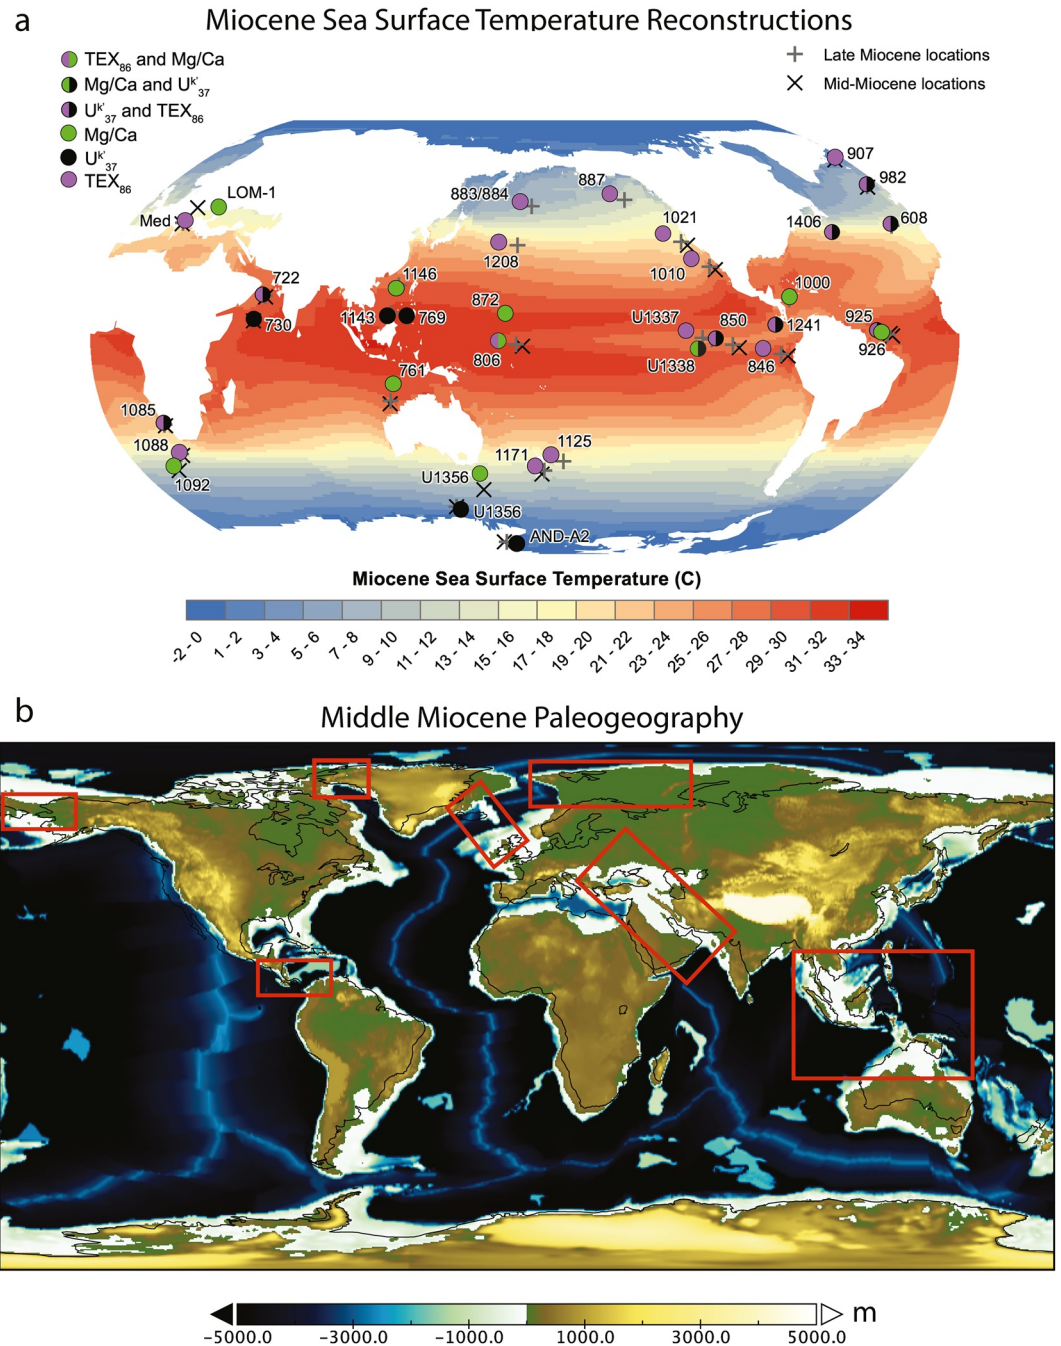 a
Miocene Sea Surface Temperature Reconstructions
TEX86 and Mg/Ca
Mg/Ca and Uk'37
Uk'37 and TEX86
Mg/Ca
Uk'37
TEX86
Late Miocene locations
Mid-Miocene locations
907
982
887
883/884
LOM-1
Med
1021
1406
608
1208
1010
722
1146
1000
872
1143
769
U1337
850
1241
925
730
806
U1338
846
926
761
1085
1088
1125
1171
U1356
1092
U1356
AND-A2
Miocene Sea Surface Temperature (C)
-2 - 0
1 - 2
3 - 4
5 - 6
7 - 8
9 - 10
11 - 12
13 - 14
15 - 16
17 - 18
19 - 20
21 - 22
23 - 24
25 - 26
27 - 28
29 - 30
31 - 32
33 - 34
b
Middle Miocene Paleogeography
m
-5000.0
-3000.0
-1000.0
1000.0
3000.0
5000.0